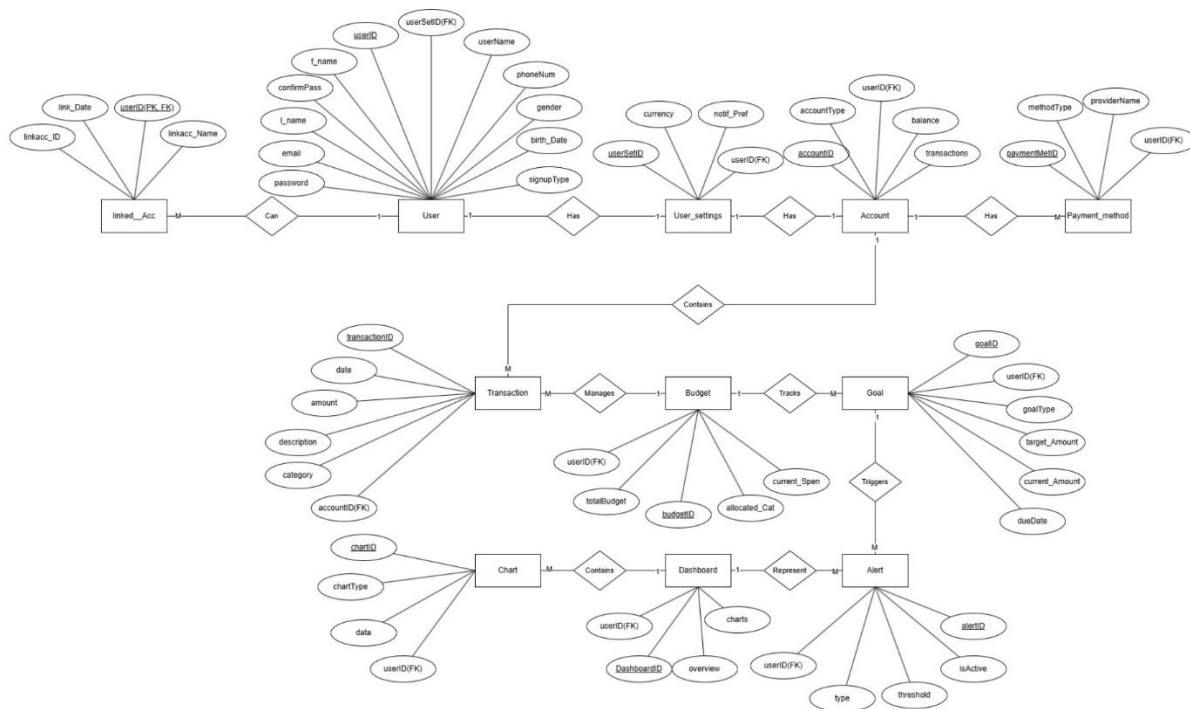 userSetID(FK)
userID
userName
f_name
phoneNum
confirmPass
gender
l_name
birth_Date
email
signupType
password
link_Date
userID(PK, FK)
linkacc_ID
linkacc_Name
currency
notif_Pref
userSetID
userID(FK)
userID(FK)
accountType
balance
accountID
transactions
methodType
providerName
paymentMetID
userID(FK)
linked__Acc
M
Can
1
User
1
Has
1
User_settings
1
Has
1
Account
1
Has
M
Payment_method
1
Contains
M
transactionID
date
amount
description
category
accountID(FK)
Transaction
M
Manages
1
Budget
1
Tracks
M
Goal
goalID
userID(FK)
goalType
target_Amount
current_Amount
dueDate
userID(FK)
totalBudget
budgetID
allocated_Cat
current_Spen
1
Triggers
M
chartID
chartType
data
userID(FK)
Chart
M
Contains
1
Dashboard
1
Represent
M
Alert
userID(FK)
DashboardID
overview
charts
userID(FK)
type
threshold
isActive
alertID